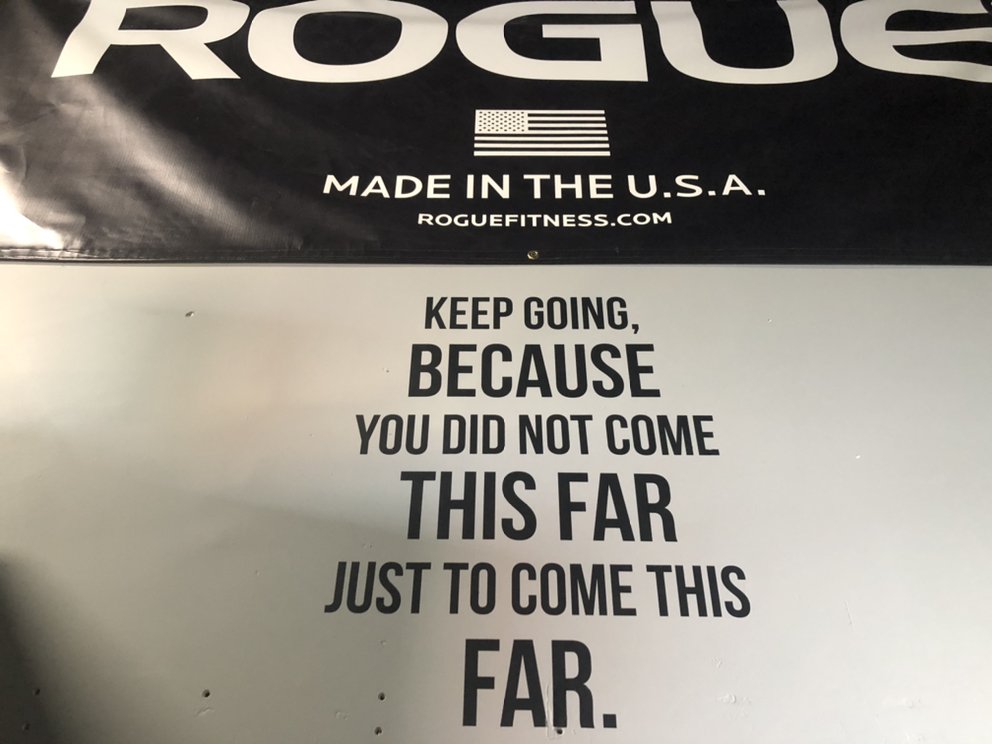 ROGUE
MADE IN THE U.S.A.
ROGUEFITNESS.COM
KEEP GOING,
BECAUSE
YOU DID NOT COME
THIS FAR
JUST TO COME THIS
FAR.